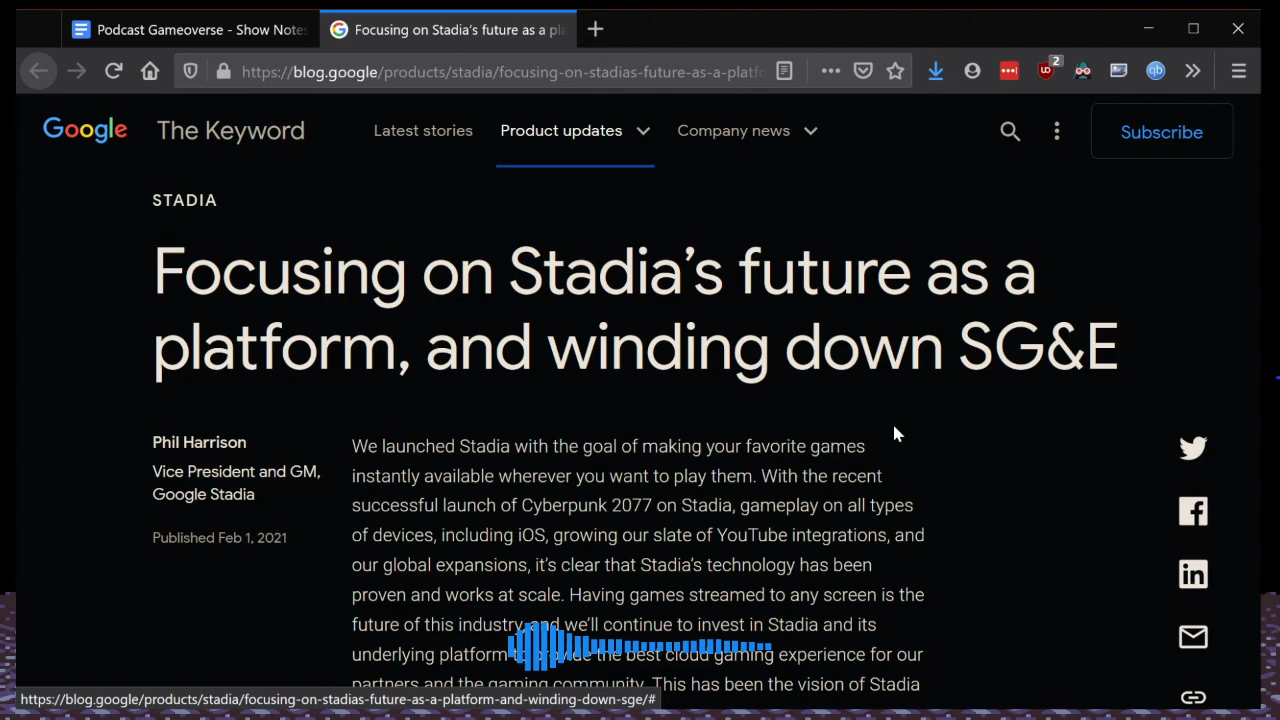 Podcast Gameoverse - Show Notes
Focusing on Stadia's future as a pl
https://blog.google/products/stadia/focusing-on-stadias-future-as-a-platfo
2
Google The Keyword Latest stories Product updates Company news Subscribe
STADIA
Focusing on Stadia's future as a
platform, and winding down SG&E
Phil Harrison
Vice President and GM,
Google Stadia
Published Feb 1, 2021
We launched Stadia with the goal of making your favorite games
instantly available wherever you want to play them. With the recent
successful launch of Cyberpunk 2077 on Stadia, gameplay on all types
of devices, including iOS, growing our slate of YouTube integrations, and
our global expansions, it's clear that Stadia's technology has been
proven and works at scale. Having games streamed to any screen is the
future of this industry, and we'll continue to invest in Stadia and its
underlying platform to provide the best cloud gaming experience for our
partners and the gaming community. This has been the vision of Stadia
https://blog.google/products/stadia/focusing-on-stadias-future-as-a-platform-and-winding-down-sge/#